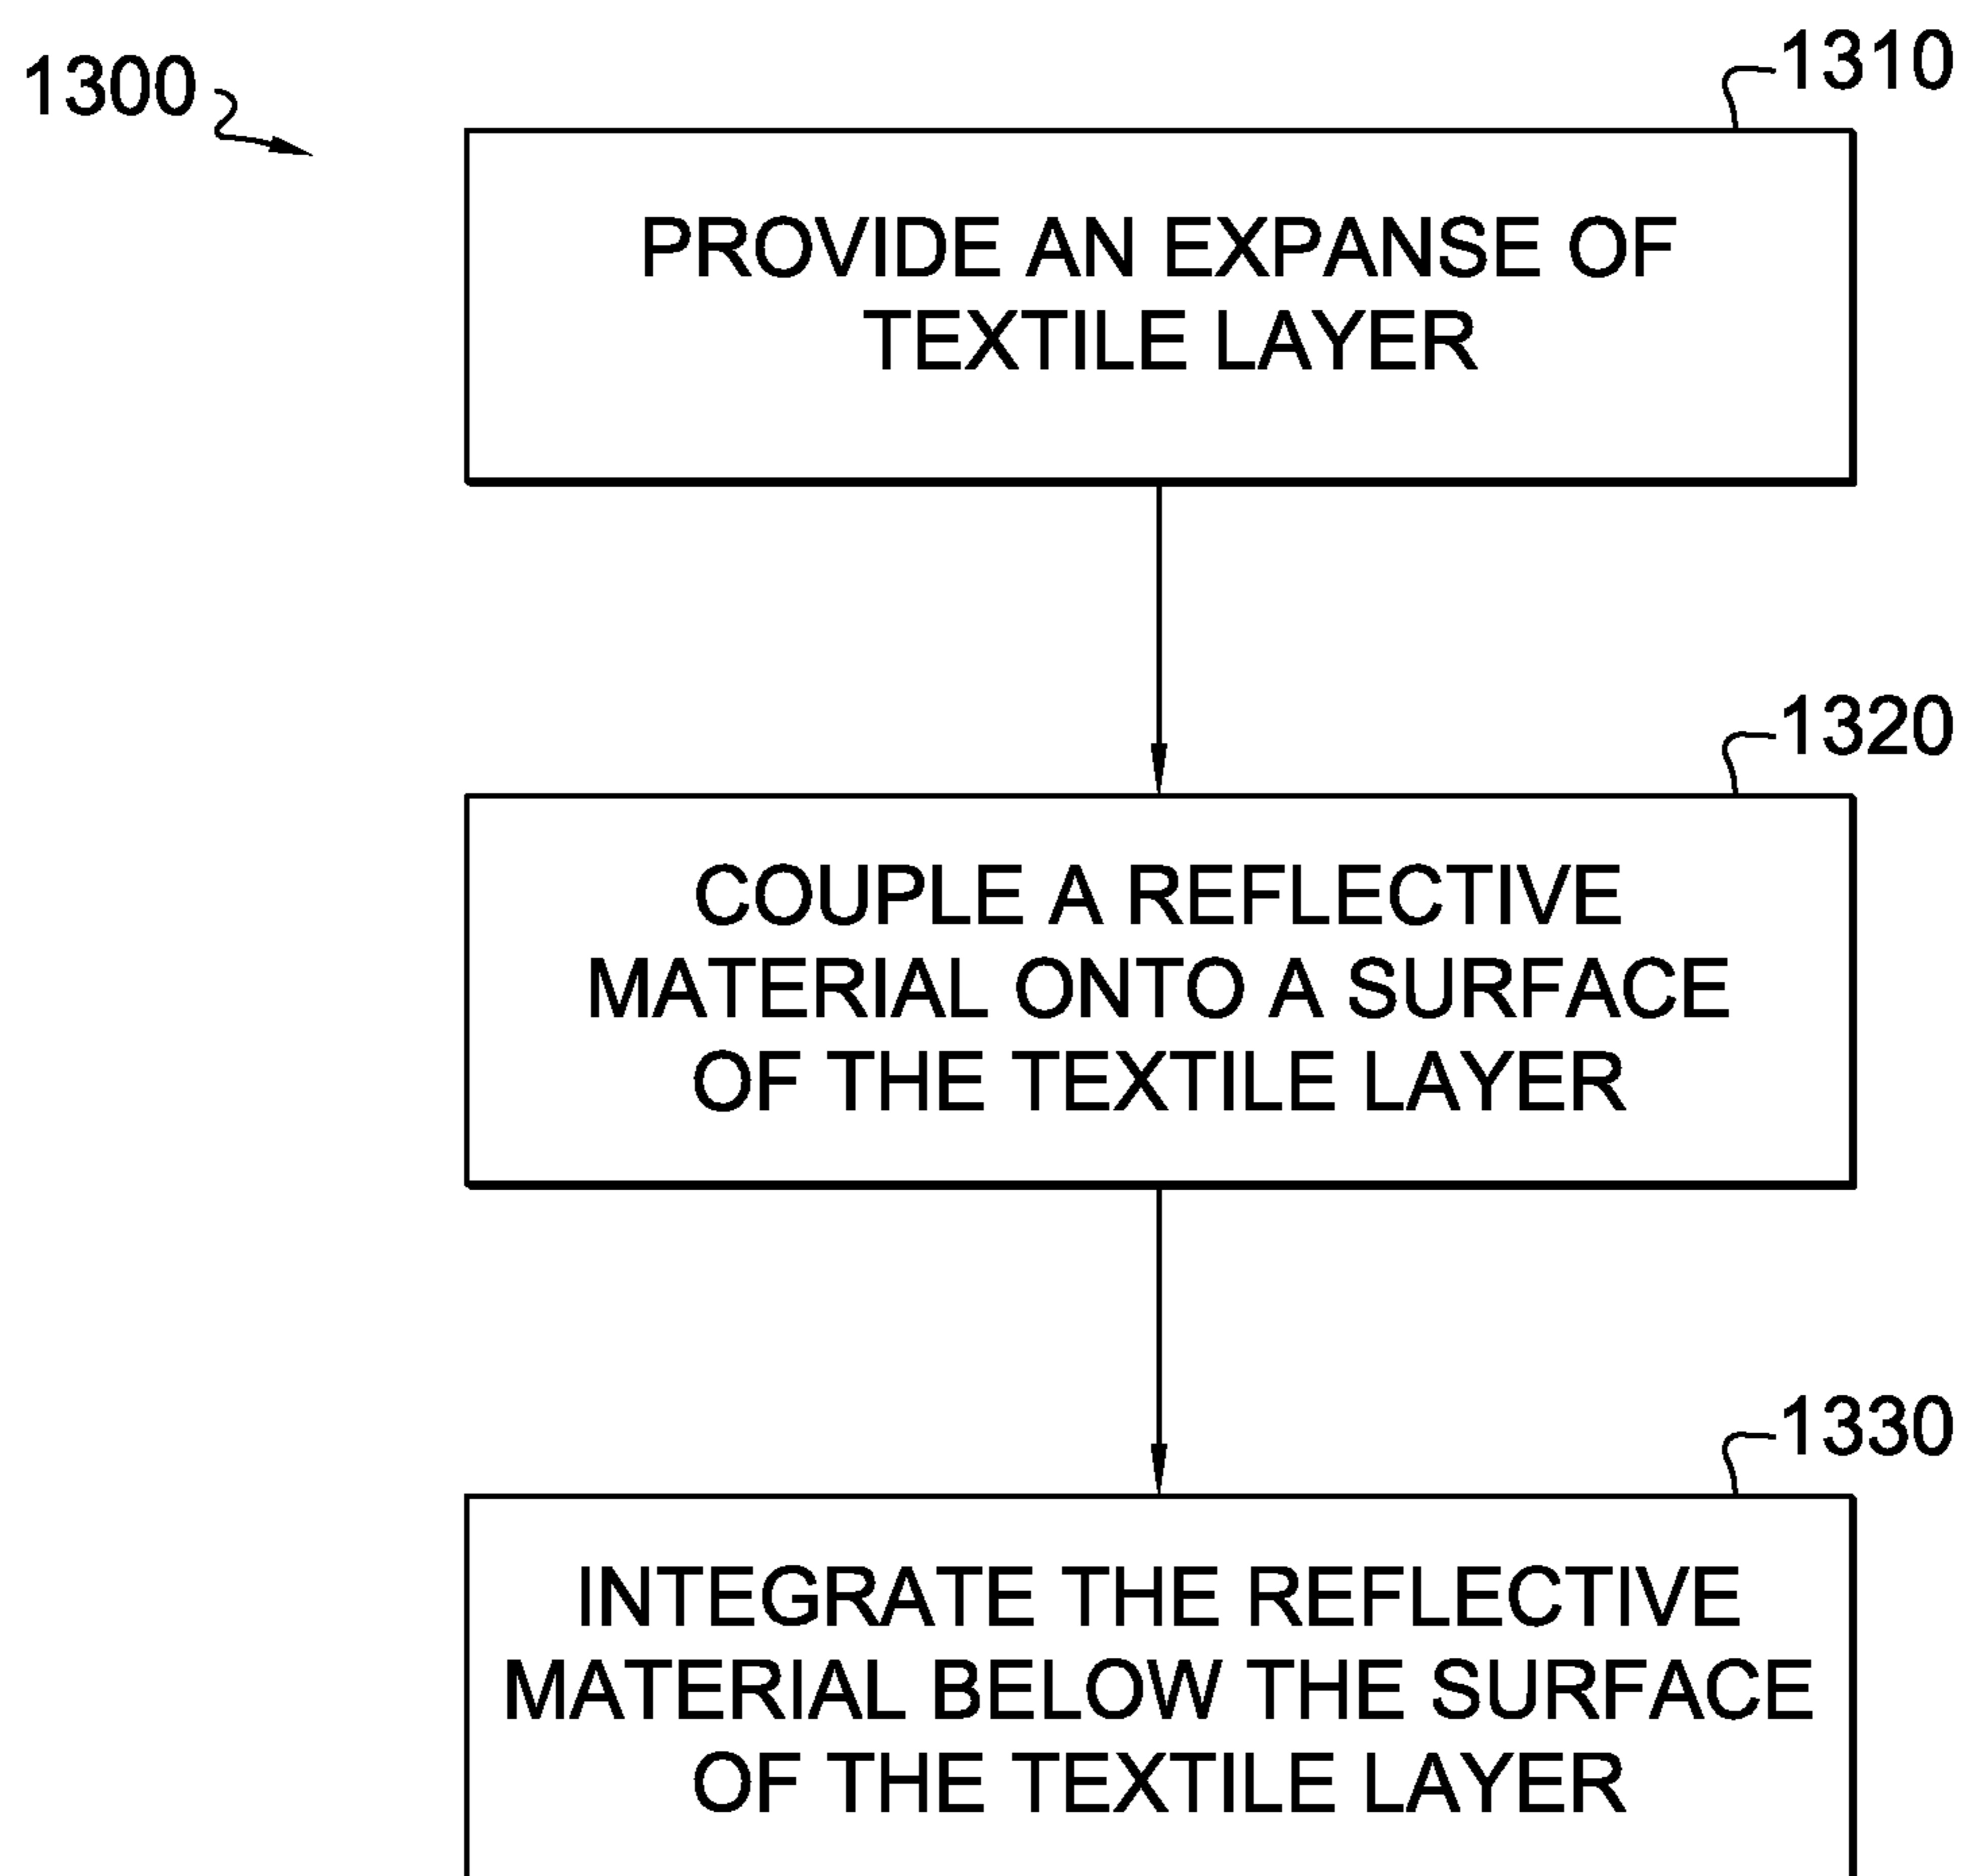 1300
1310
PROVIDE AN EXPANSE OF
TEXTILE LAYER
1320
COUPLE A REFLECTIVE
MATERIAL ONTO A SURFACE
OF THE TEXTILE LAYER
1330
INTEGRATE THE REFLECTIVE
MATERIAL BELOW THE SURFACE
OF THE TEXTILE LAYER